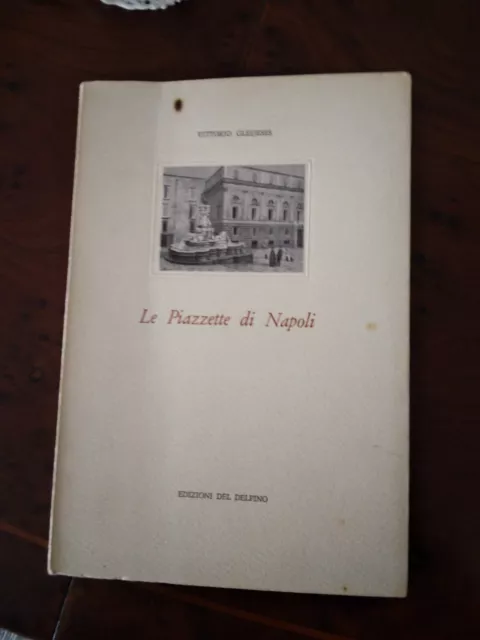 VITTORIO GLEIJESES
Le Piazzette di Napoli
EDIZIONI DEL DELFINO